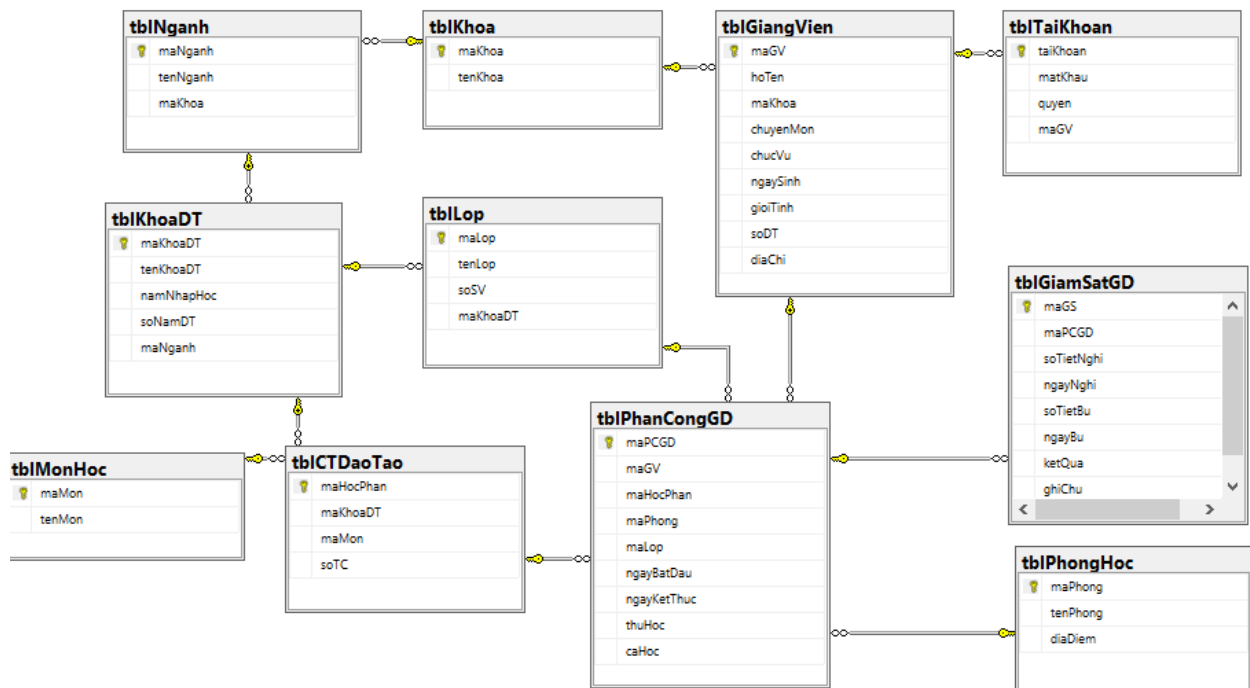 tblNganh
maNganh
tenNganh
maKhoa
tblKhoa
maKhoa
tenKhoa
tblGiangVien
maGV
hoTen
maKhoa
chuyenMon
chucVu
ngaySinh
gioiTinh
soDT
diaChi
tblTaiKhoan
taiKhoan
matKhau
quyen
maGV
tblKhoaDT
maKhoaDT
tenKhoaDT
namNhapHoc
soNamDT
maNganh
tblLop
maLop
tenLop
soSV
maKhoaDT
tblGiamSatGD
maGS
maPCGD
soTietNghi
ngayNghi
soTietBu
ngayBu
ketQua
ghiChu
tblMonHoc
maMon
tenMon
tblCTDaoTao
maHocPhan
maKhoaDT
maMon
soTC
tblPhanCongGD
maPCGD
maGV
maHocPhan
maPhong
maLop
ngayBatDau
ngayKetThuc
thuHoc
caHoc
tblPhongHoc
maPhong
tenPhong
diaDiem